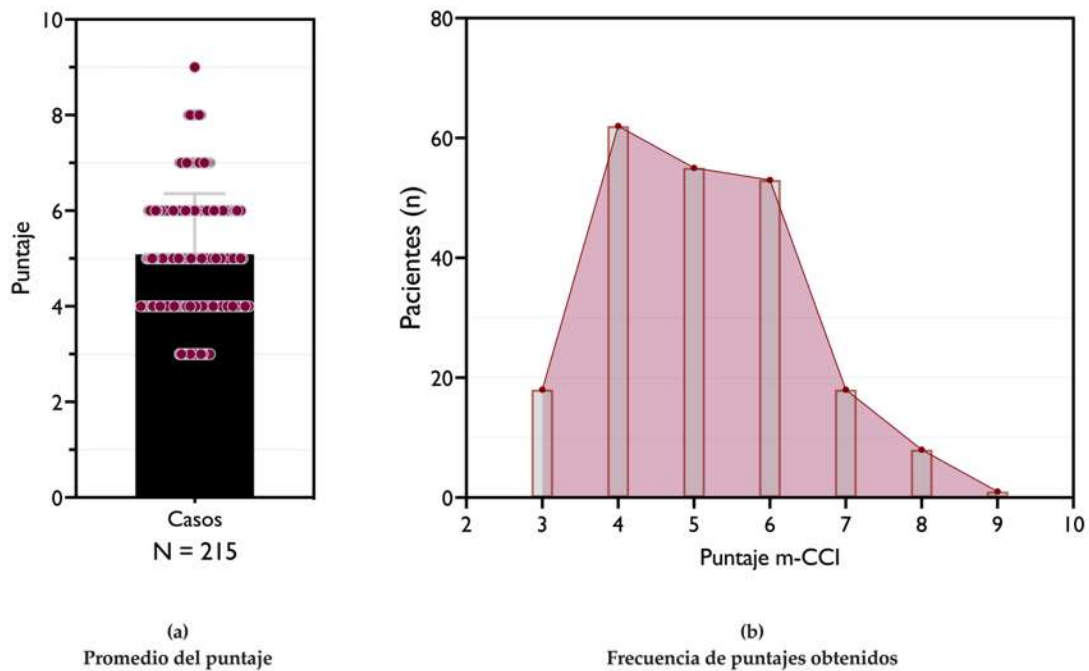 10
8
6
4
2
0
Puntaje
Casos
N = 215
(a)
Promedio del puntaje
80
60
40
20
0
Pacientes (n)
2 3 4 5 6 7 8 9 10
Puntaje m-CCI
(b)
Frecuencia de puntajes obtenidos